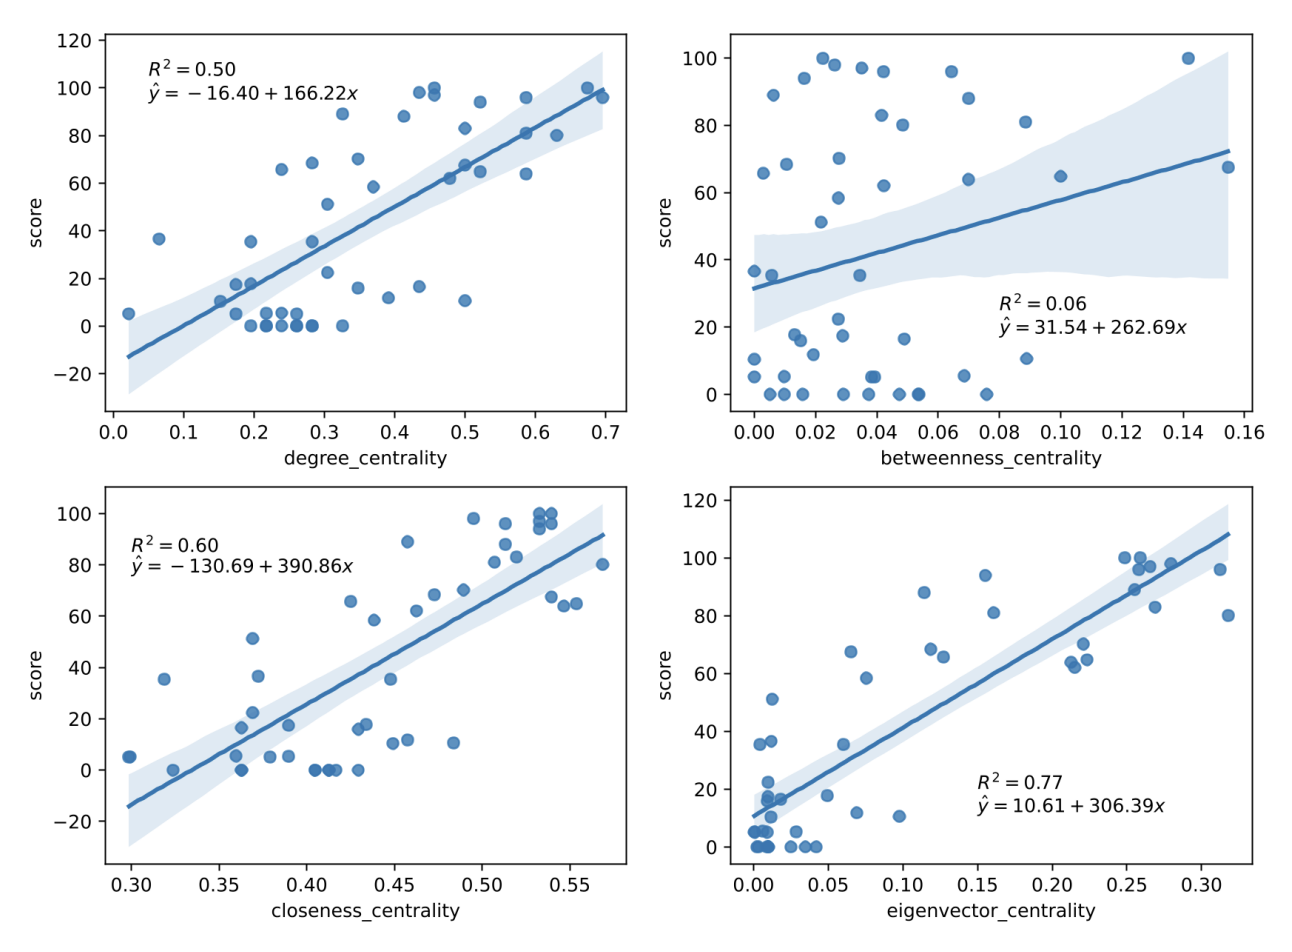 120
100
80
60
40
20
0
−20
score
R² = 0.50
ŷ = −16.40 + 166.22x
0.0 0.1 0.2 0.3 0.4 0.5 0.6 0.7
degree_centrality
100
80
60
40
20
0
score
R² = 0.06
ŷ = 31.54 + 262.69x
0.00 0.02 0.04 0.06 0.08 0.10 0.12 0.14 0.16
betweenness_centrality
100
80
60
40
20
0
−20
score
R² = 0.60
ŷ = −130.69 + 390.86x
0.30 0.35 0.40 0.45 0.50 0.55
closeness_centrality
120
100
80
60
40
20
0
score
R² = 0.77
ŷ = 10.61 + 306.39x
0.00 0.05 0.10 0.15 0.20 0.25 0.30
eigenvector_centrality